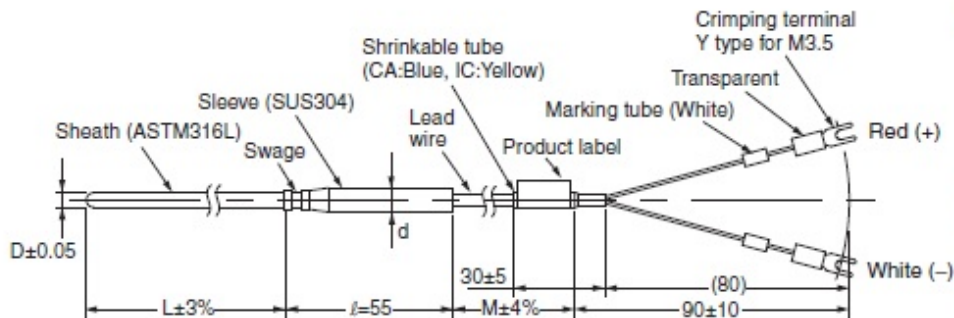 Crimping terminal
Y type for M3.5
Shrinkable tube
(CA:Blue, IC:Yellow)
Transparent
Sleeve (SUS304)
Marking tube (White)
Sheath (ASTM316L)
Lead
wire
Red (+)
Swage
Product label
D±0.05
d
30±5
(80)
White (–)
L±3%
ℓ=55
M±4%
90±10